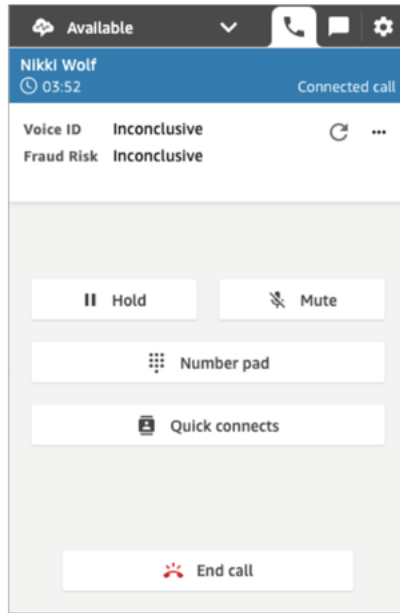 Available
Nikki Wolf
03:52 Connected call
Voice ID Inconclusive
Fraud Risk Inconclusive
Hold Mute
Number pad
Quick connects
End call